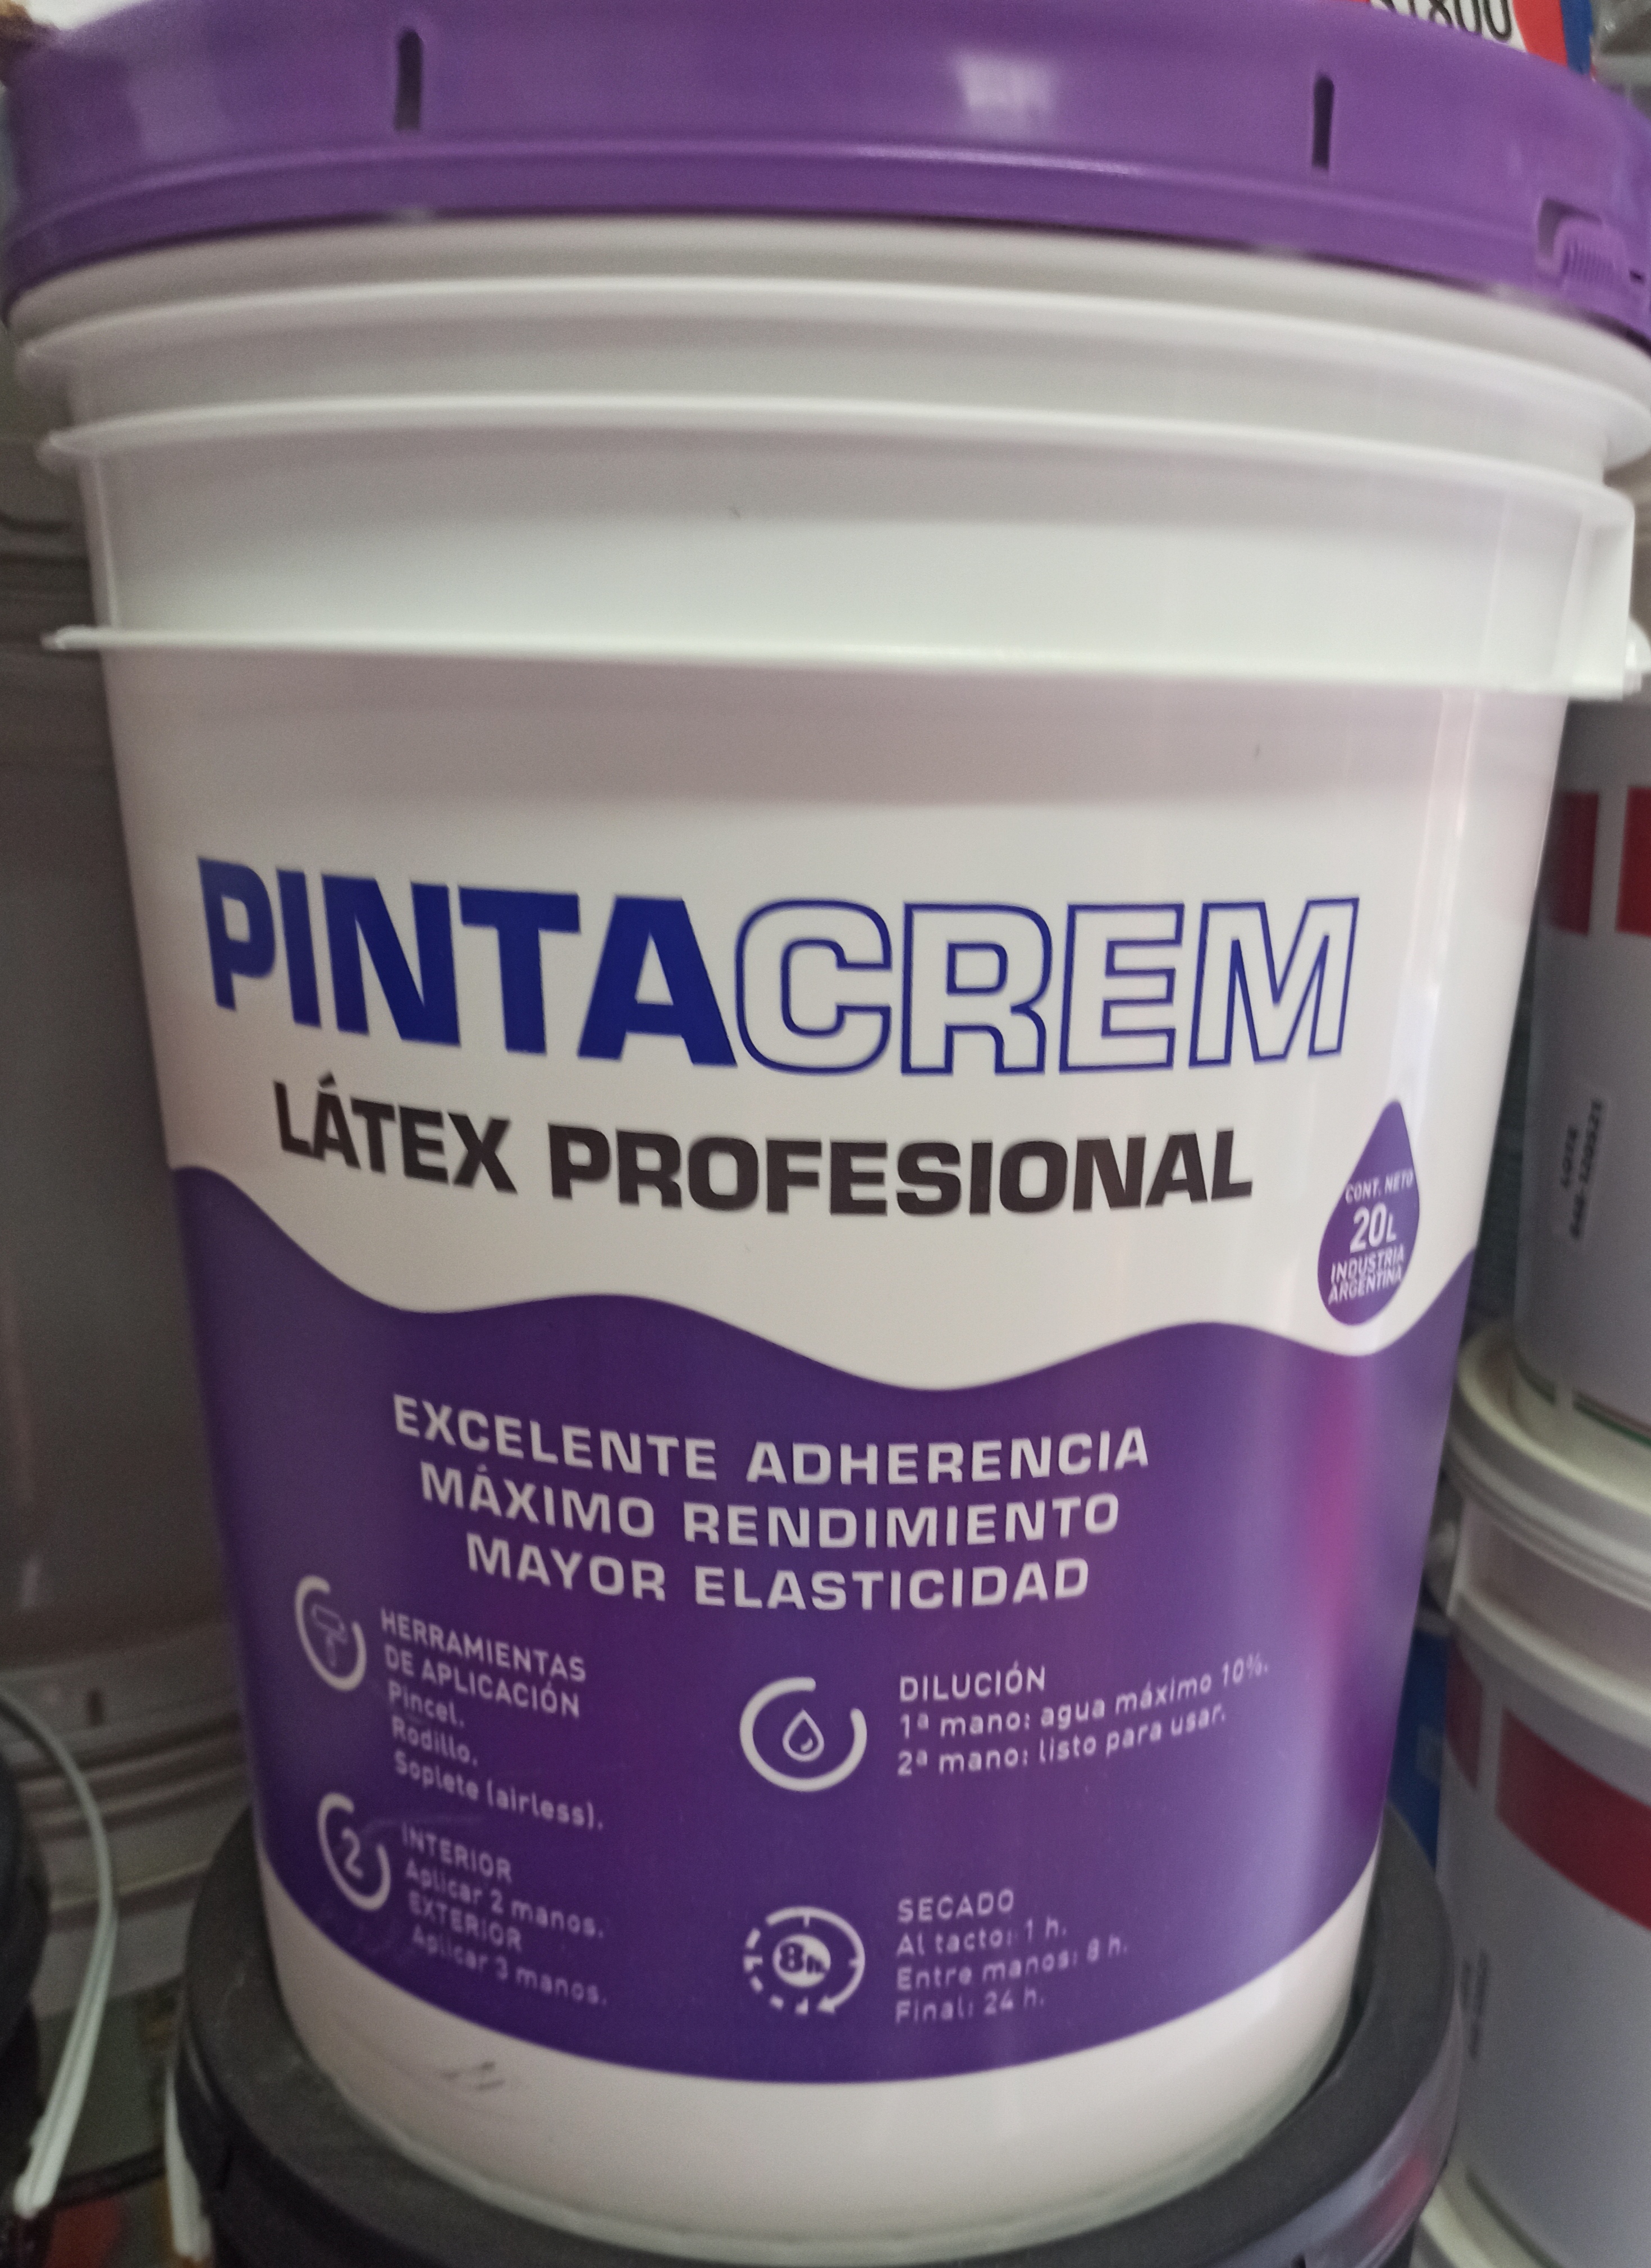 PINTACREM
LÁTEX PROFESIONAL
CONT. NETO
20L
INDUSTRIA
ARGENTINA
EXCELENTE ADHERENCIA
MÁXIMO RENDIMIENTO
MAYOR ELASTICIDAD
HERRAMIENTAS
DE APLICACIÓN
Pincel.
Rodillo.
Soplete (airless).
DILUCIÓN
1ª mano: agua máximo 10%.
2ª mano: listo para usar.
2
INTERIOR
Aplicar 2 manos.
EXTERIOR
Aplicar 3 manos.
8h
SECADO
Al tacto: 1 h.
Entre manos: 8 h.
Final: 24 h.
LOTE